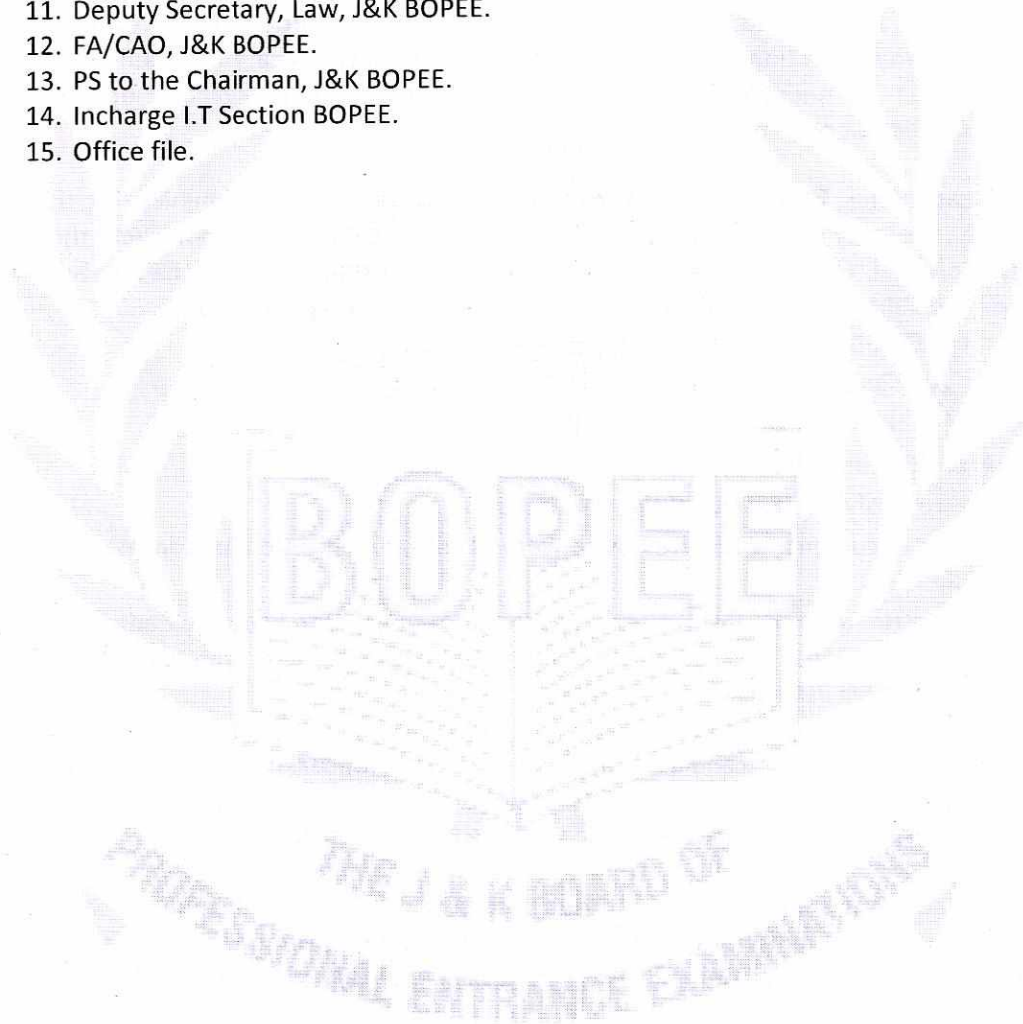 11. Deputy Secretary, Law, J&K BOPEE.
12. FA/CAO, J&K BOPEE.
13. PS to the Chairman, J&K BOPEE.
14. Incharge I.T Section BOPEE.
15. Office file.
BOPEE
THE J & K BOARD OF
PROFESSIONAL ENTRANCE EXAMINATIONS